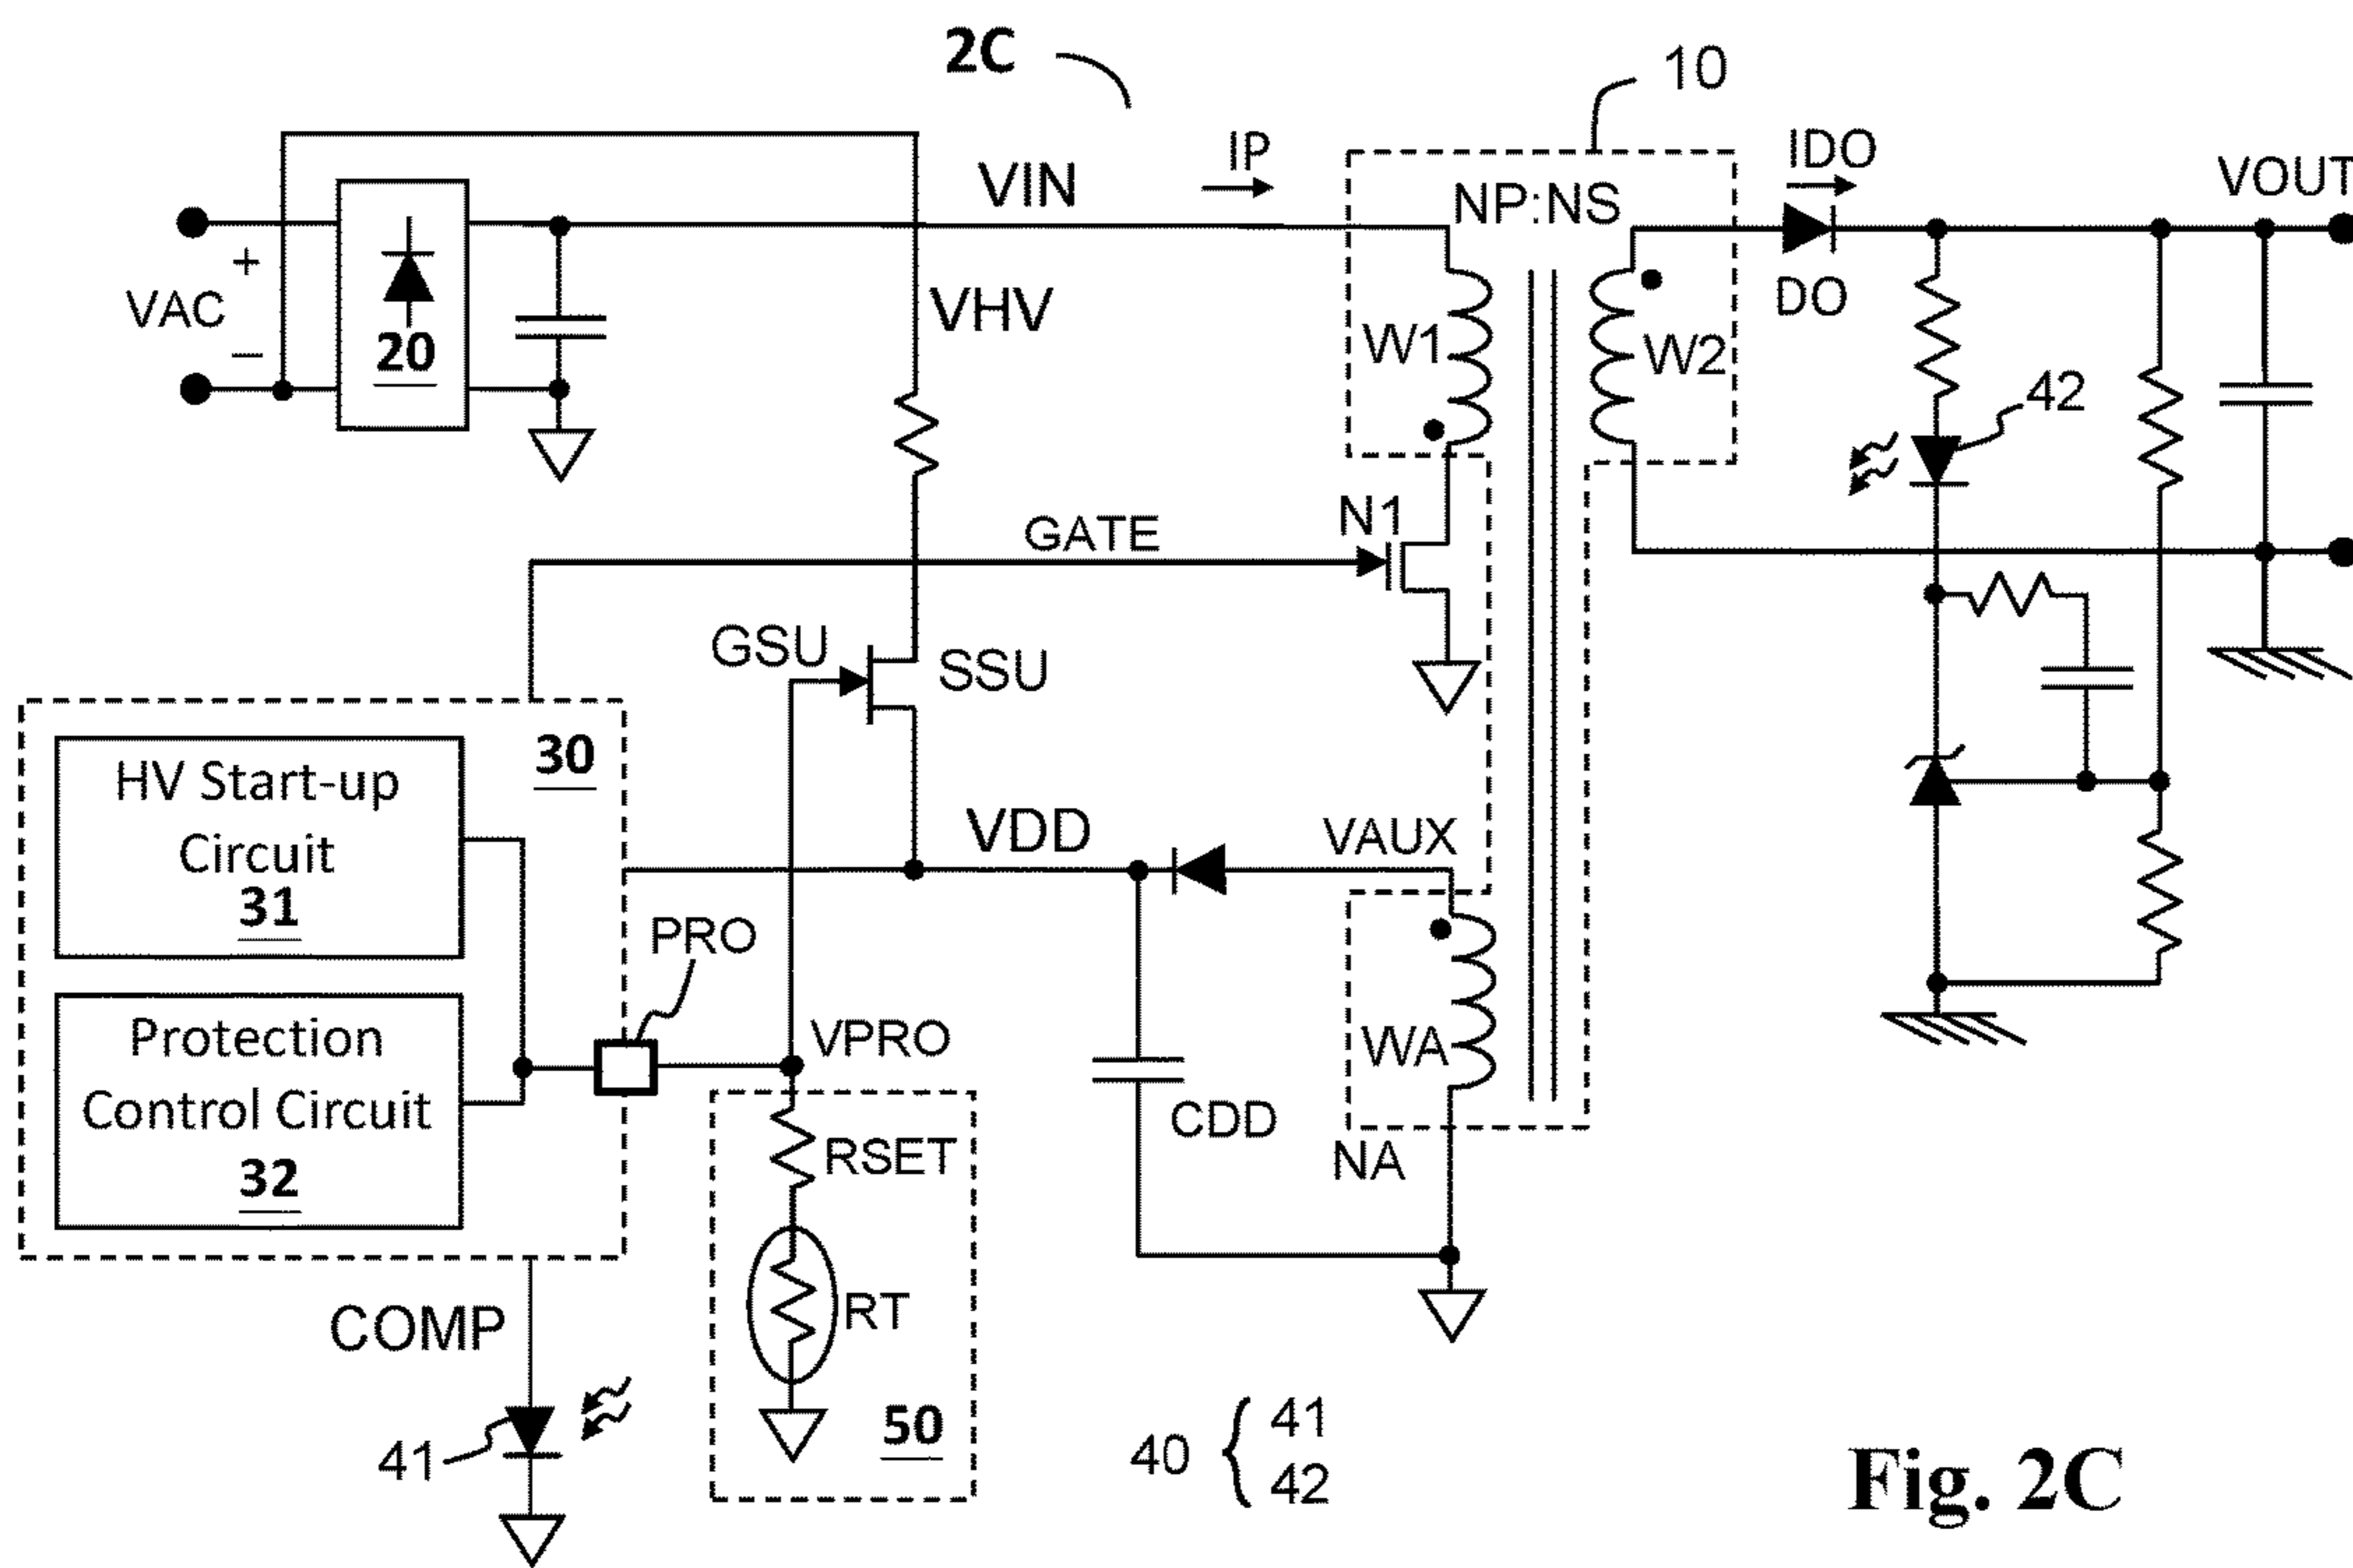 2C
10
IP
IDO
VIN
VOUT
NP:NS
+
VAC
−
20
VHV
DO
W1
W2
42
GATE
N1
GSU
SSU
30
HV Start-up
Circuit
31
VDD
VAUX
PRO
Protection
Control Circuit
32
VPRO
WA
CDD
RSET
NA
RT
COMP
41
50
40 { 41
42
Fig. 2C